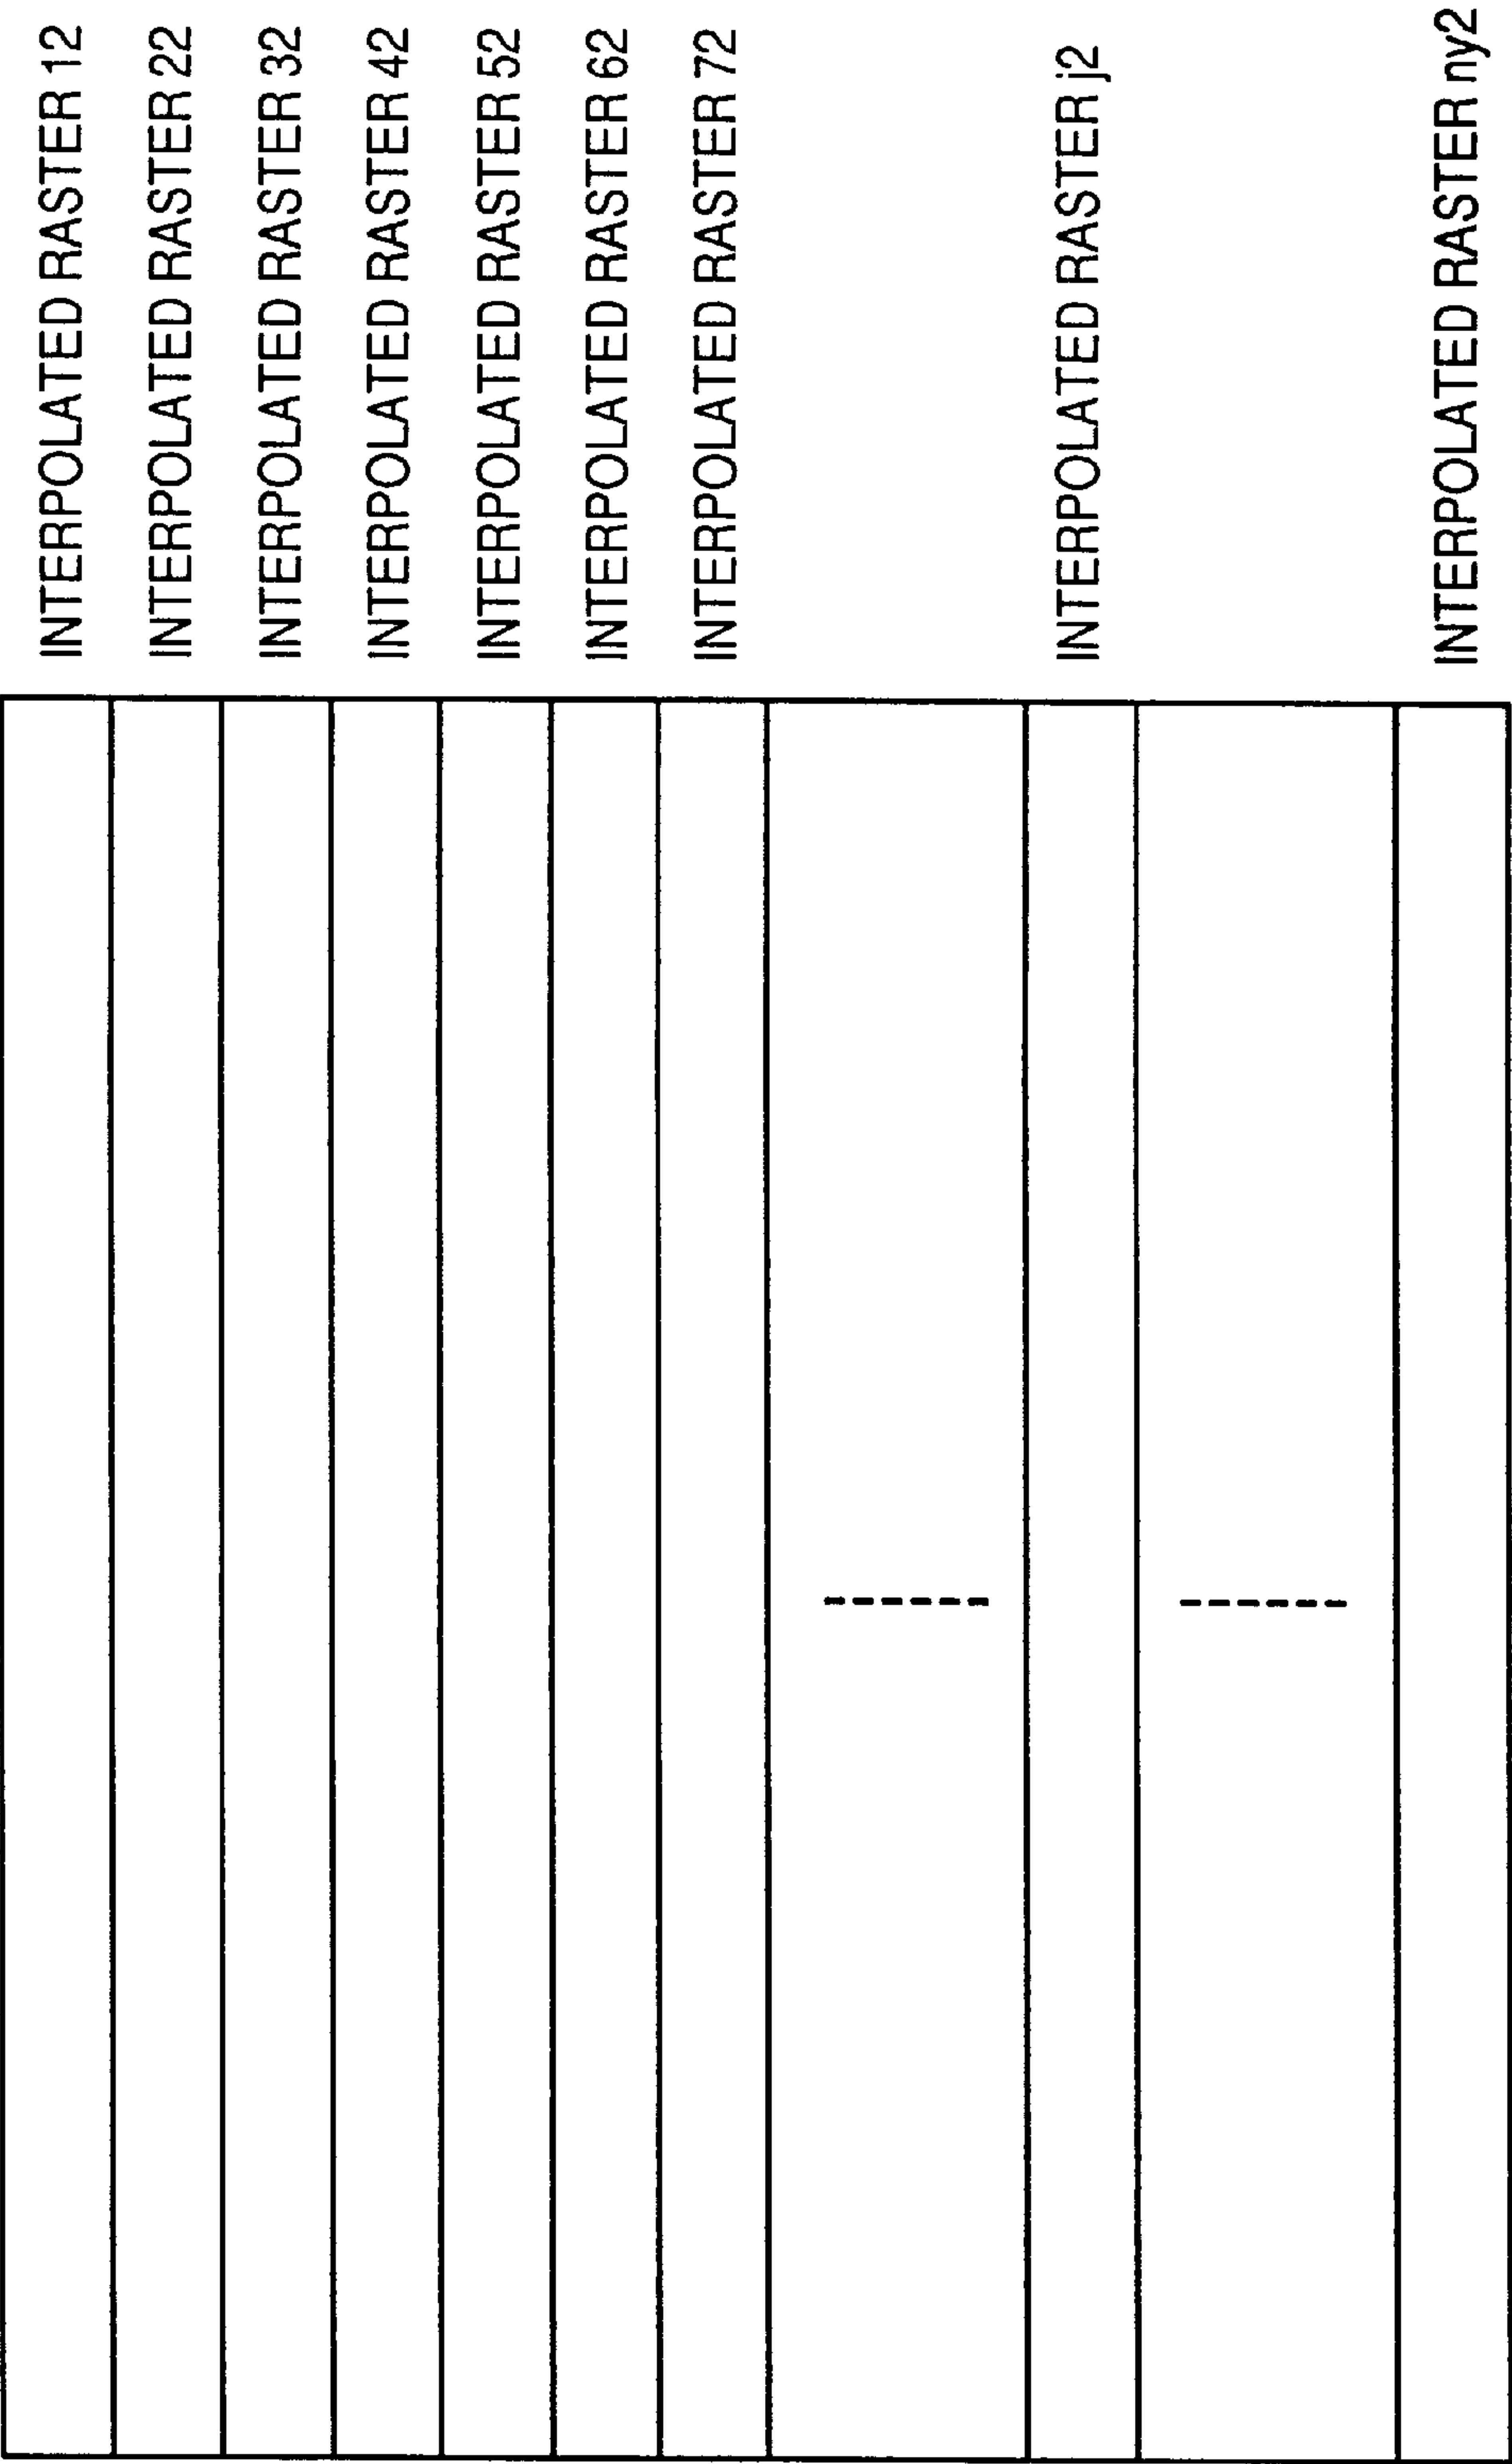 INTERPOLATED RASTER 12
INTERPOLATED RASTER 22
INTERPOLATED RASTER 32
INTERPOLATED RASTER 42
INTERPOLATED RASTER 52
INTERPOLATED RASTER 62
INTERPOLATED RASTER 72
INTERPOLATED RASTER j2
INTERPOLATED RASTER ny2